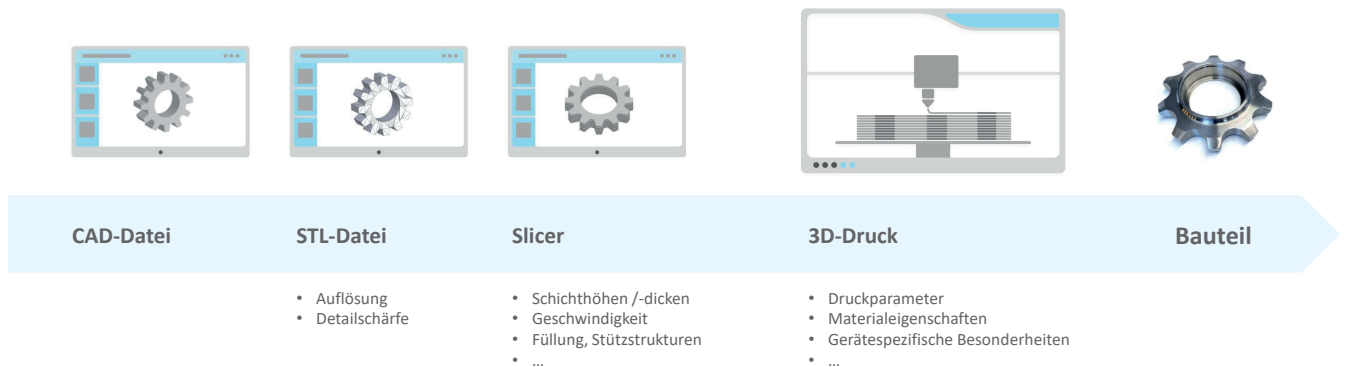 CAD-Datei
STL-Datei
Slicer
3D-Druck
Bauteil
• Auflösung
• Detailschärfe
• Schichthöhen /-dicken
• Geschwindigkeit
• Füllung, Stützstrukturen
• ...
• Druckparameter
• Materialeigenschaften
• Gerätespezifische Besonderheiten
• ...